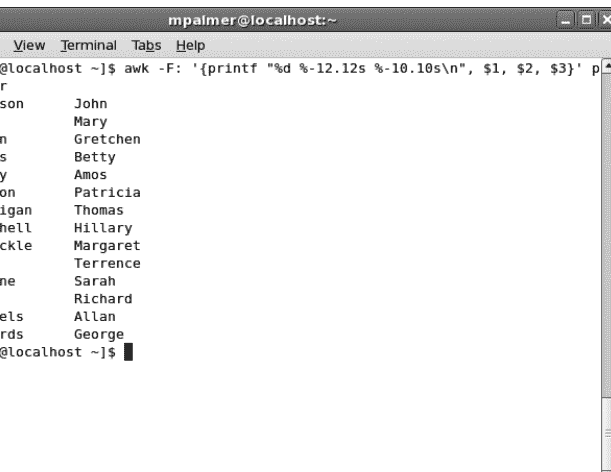 mpalmer@localhost:~
View Terminal Tabs Help
@localhost ~]$ awk -F: '{printf "%d %-12.12s %-10.10s\n", $1, $2, $3}' p
r
son John
Mary
n Gretchen
s Betty
y Amos
on Patricia
igan Thomas
hell Hillary
ckle Margaret
Terrence
ne Sarah
Richard
els Allan
rds George
@localhost ~]$